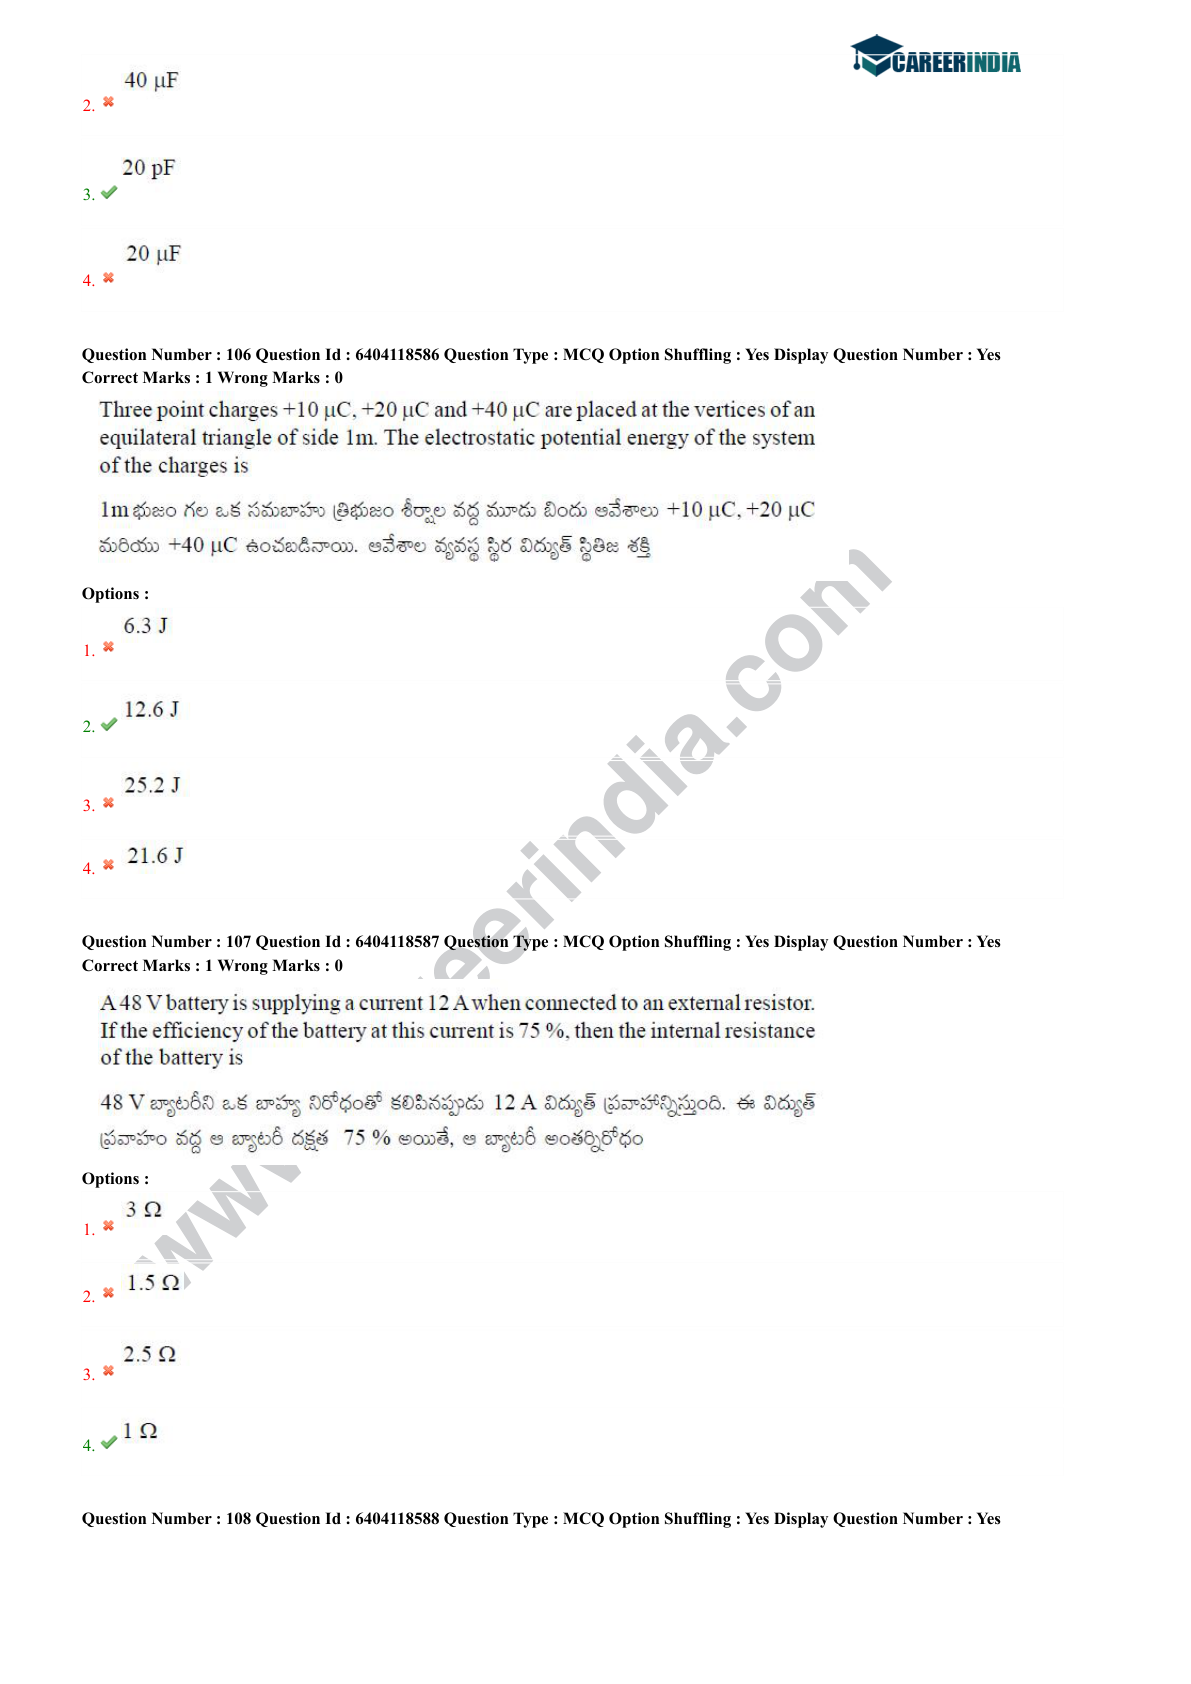 CAREERINDIA
40 μF
2.
20 pF
3.
20 μF
4.
Question Number : 106 Question Id : 6404118586 Question Type : MCQ Option Shuffling : Yes Display Question Number : Yes
Correct Marks : 1 Wrong Marks : 0
Three point charges +10 μC, +20 μC and +40 μC are placed at the vertices of an
equilateral triangle of side 1m. The electrostatic potential energy of the system
of the charges is
1m భుజం గల ఒక సమబాహు త్రిభుజం శీర్షాల వద్ద మూడు బిందు ఆవేశాలు +10 μC, +20 μC
మరియు +40 μC ఉంచబడినాయి. ఆవేశాల వ్యవస్థ స్థిర విద్యుత్ స్థితిజ శక్తి
Options :
6.3 J
1.
12.6 J
2.
25.2 J
3.
21.6 J
4.
Question Number : 107 Question Id : 6404118587 Question Type : MCQ Option Shuffling : Yes Display Question Number : Yes
Correct Marks : 1 Wrong Marks : 0
A 48 V battery is supplying a current 12 A when connected to an external resistor.
If the efficiency of the battery at this current is 75 %, then the internal resistance
of the battery is
48 V బ్యాటరీని ఒక బాహ్య నిరోధంతో కలిపినప్పుడు 12 A విద్యుత్ ప్రవాహాన్నిస్తుంది. ఈ విద్యుత్
ప్రవాహం వద్ద ఆ బ్యాటరీ దక్షత 75 % అయితే, ఆ బ్యాటరీ అంతర్నిరోధం
Options :
3 Ω
1.
1.5 Ω
2.
2.5 Ω
3.
1 Ω
4.
Question Number : 108 Question Id : 6404118588 Question Type : MCQ Option Shuffling : Yes Display Question Number : Yes